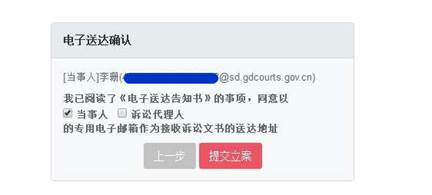 电子送达确认
[当事人]李珊(@sd.gdcourts.gov.cn)
我已阅读了《电子送达告知书》的事项，同意以
当事人 诉讼代理人
的专用电子邮箱作为接收诉讼文书的送达地址
上一步 提交立案